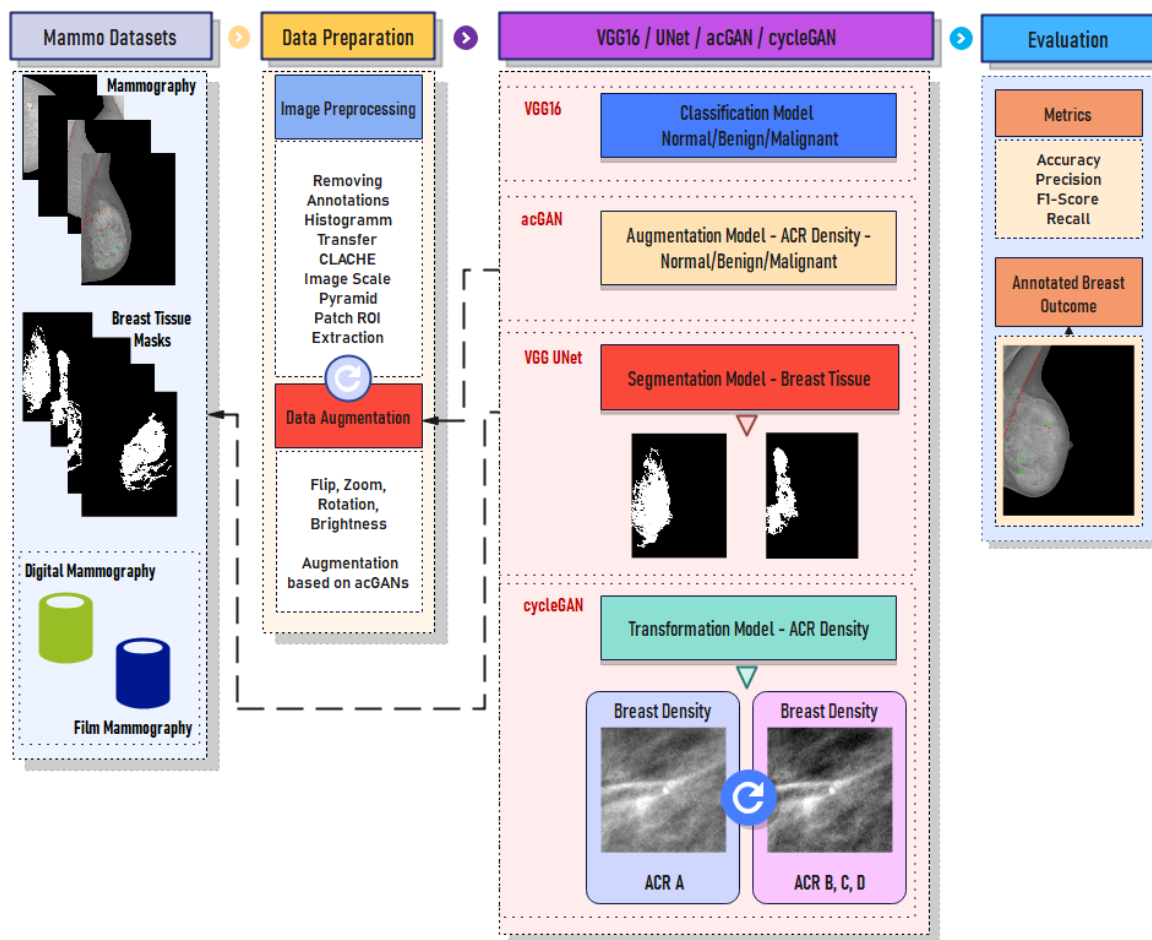 Mammo Datasets
Mammography
Breast Tissue
Masks
Digital Mammography
Film Mammography
Data Preparation
Image Preprocessing
Removing
Annotations
Histogramm
Transfer
CLACHE
Image Scale
Pyramid
Patch ROI
Extraction
Data Augmentation
Flip, Zoom,
Rotation,
Brightness
Augmentation
based on acGANs
VGG16 / UNet / acGAN / cycleGAN
VGG16
Classification Model
Normal/Benign/Malignant
acGAN
Augmentation Model - ACR Density -
Normal/Benign/Malignant
VGG UNet
Segmentation Model - Breast Tissue
cycleGAN
Transformation Model - ACR Density
Breast Density
ACR A
Breast Density
ACR B, C, D
Evaluation
Metrics
Accuracy
Precision
F1-Score
Recall
Annotated Breast
Outcome